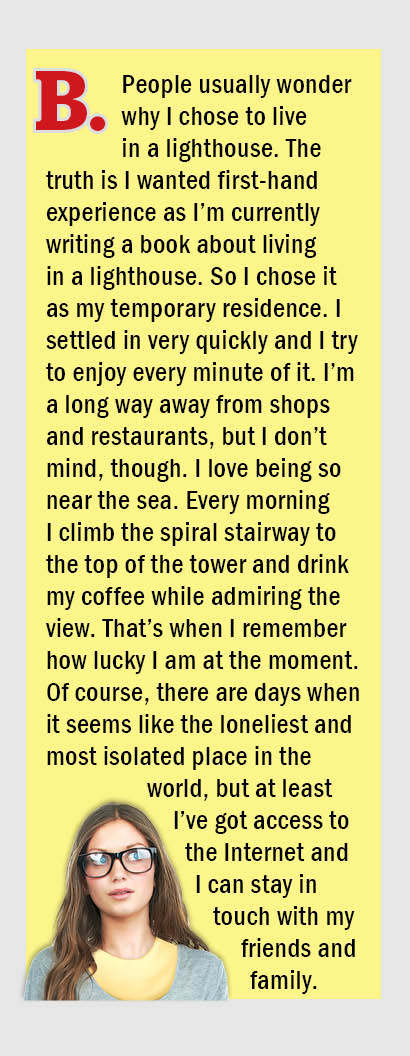 B. People usually wonder
why I chose to live
in a lighthouse. The
truth is I wanted first-hand
experience as I'm currently
writing a book about living
in a lighthouse. So I chose it
as my temporary residence. I
settled in very quickly and I try
to enjoy every minute of it. I'm
a long way away from shops
and restaurants, but I don't
mind, though. I love being so
near the sea. Every morning
I climb the spiral stairway to
the top of the tower and drink
my coffee while admiring the
view. That's when I remember
how lucky I am at the moment.
Of course, there are days when
it seems like the loneliest and
most isolated place in the
world, but at least
I've got access to
the Internet and
I can stay in
touch with my
friends and
family.